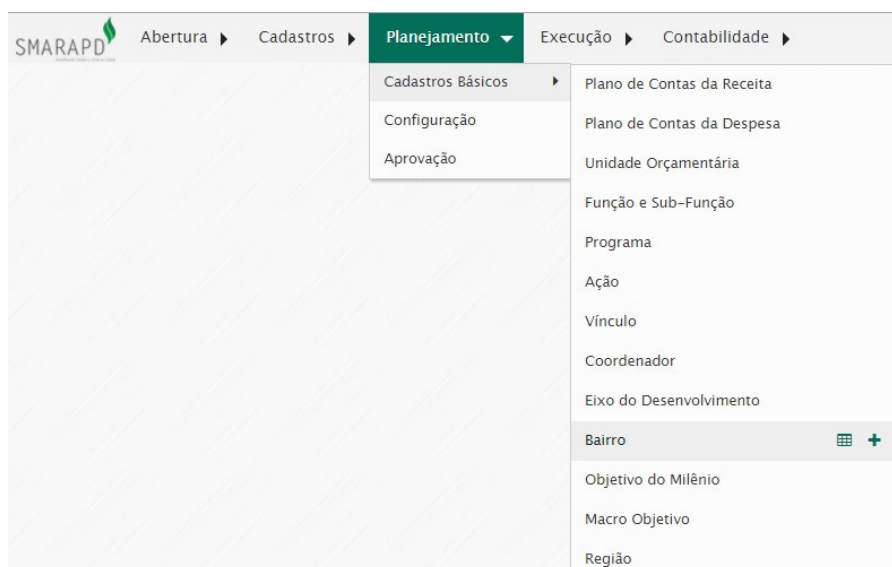 SMARAPD
Abertura
Cadastros
Planejamento
Execução
Contabilidade
Cadastros Básicos
Configuração
Aprovação
Plano de Contas da Receita
Plano de Contas da Despesa
Unidade Orçamentária
Função e Sub-Função
Programa
Ação
Vínculo
Coordenador
Eixo do Desenvolvimento
Bairro
Objetivo do Milênio
Macro Objetivo
Região